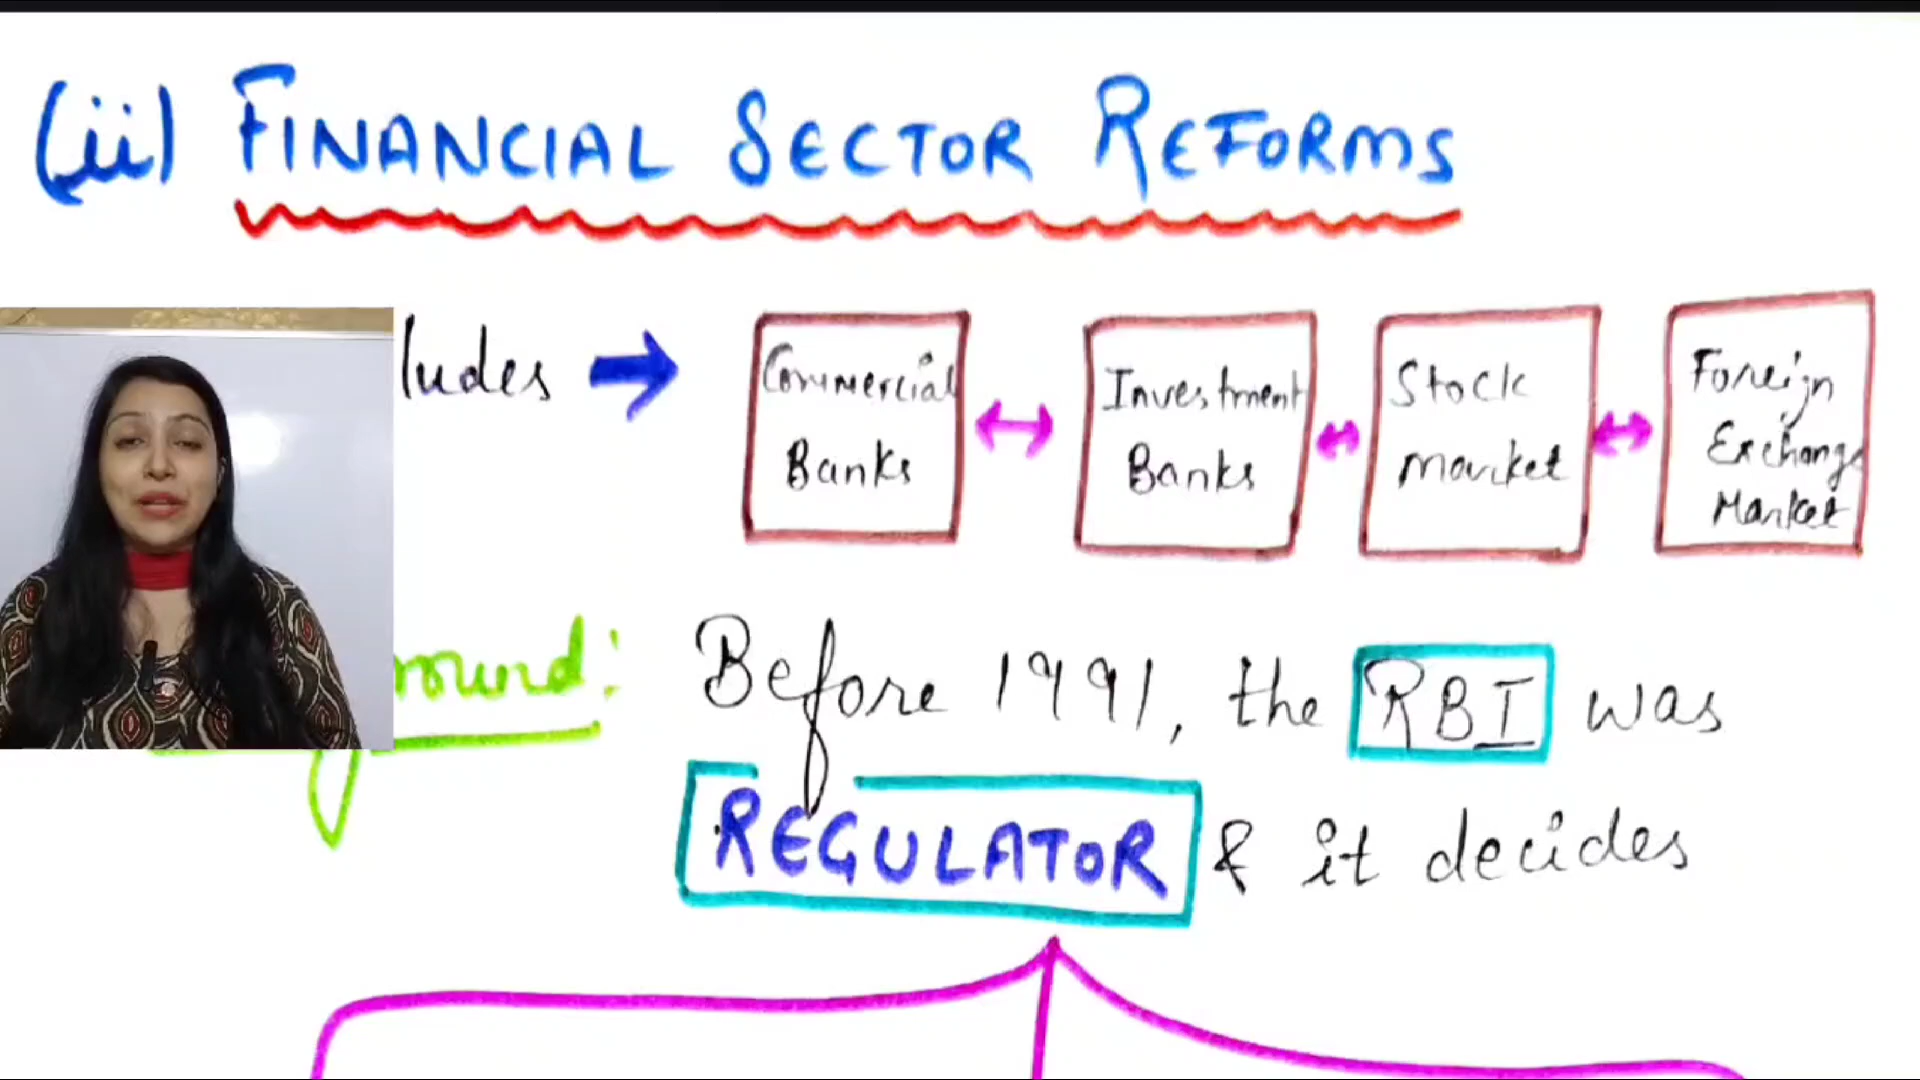 (ii) FINANCIAL SECTOR REFORMS
ludes → Commercial Banks ↔ Investment Banks ↔ Stock Market ↔ Foreign Exchange Market
round: Before 1991, the RBI was
REGULATOR & it decides